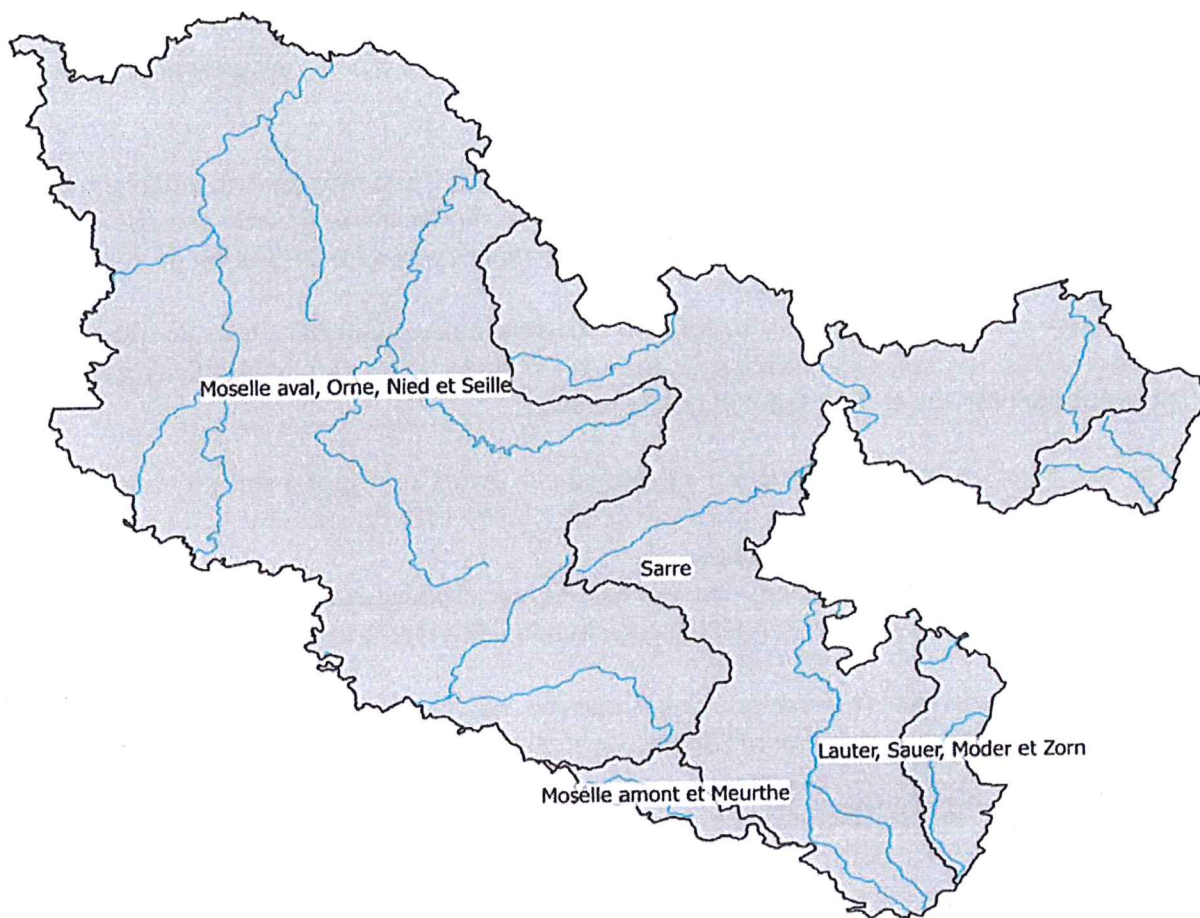 Moselle aval, Orne, Nied et Seille
Sarre
Lauter, Sauer, Moder et Zorn
Moselle amont et Meurthe